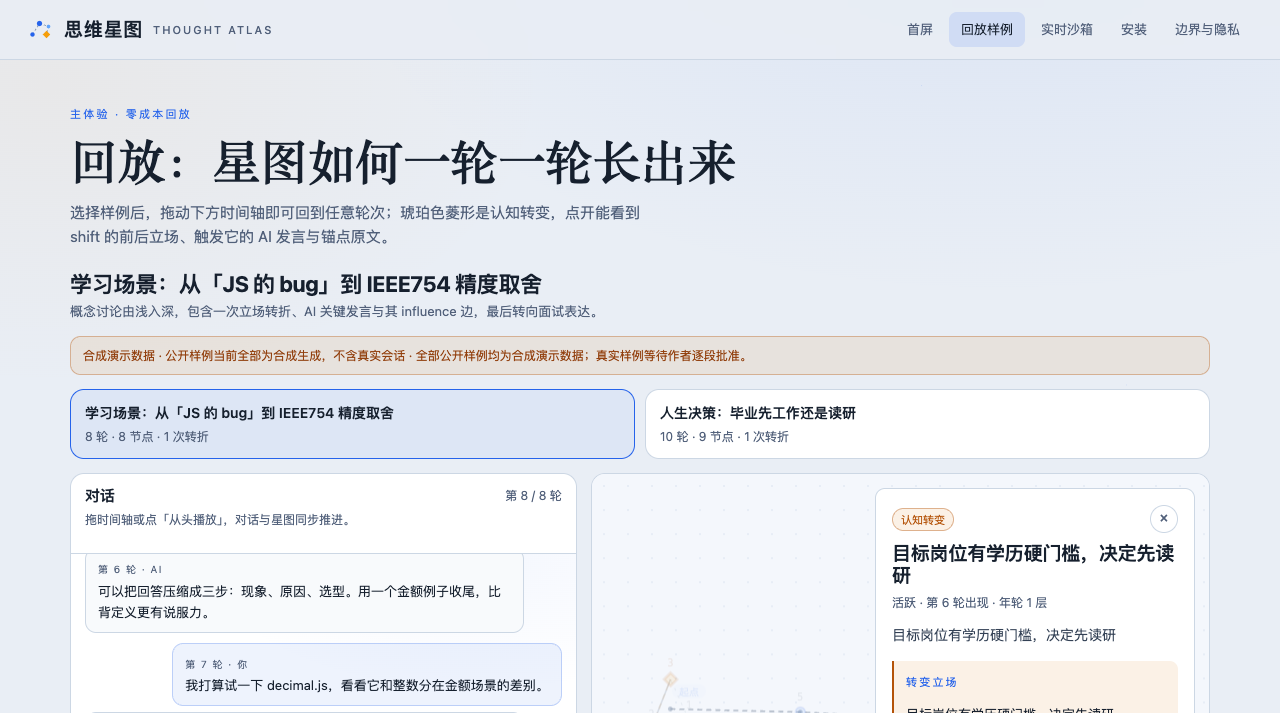 思维星图 THOUGHT ATLAS
首屏 回放样例 实时沙箱 安装 边界与隐私
主体验 · 零成本回放
回放：星图如何一轮一轮长出来
选择样例后，拖动下方时间轴即可回到任意轮次；琥珀色菱形是认知转变，点开能看到
shift 的前后立场、触发它的 AI 发言与锚点原文。
学习场景：从「JS 的 bug」到 IEEE754 精度取舍
概念讨论由浅入深，包含一次立场转折、AI 关键发言与其 influence 边，最后转向面试表达。
合成演示数据 · 公开样例当前全部为合成生成，不含真实会话 · 全部公开样例均为合成演示数据；真实样例等待作者逐段批准。
学习场景：从「JS 的 bug」到 IEEE754 精度取舍
8 轮 · 8 节点 · 1 次转折
人生决策：毕业先工作还是读研
10 轮 · 9 节点 · 1 次转折
对话
第 8 / 8 轮
拖时间轴或点「从头播放」，对话与星图同步推进。
第 6 轮 · AI
可以把回答压缩成三步：现象、原因、选型。用一个金额例子收尾，比
背定义更有说服力。
第 7 轮 · 你
我打算试一下 decimal.js，看看它和整数分在金额场景的差别。
3
1
5
认知转变
×
目标岗位有学历硬门槛，决定先读
研
活跃 · 第 6 轮出现 · 年轮 1 层
目标岗位有学历硬门槛，决定先读研
转变立场